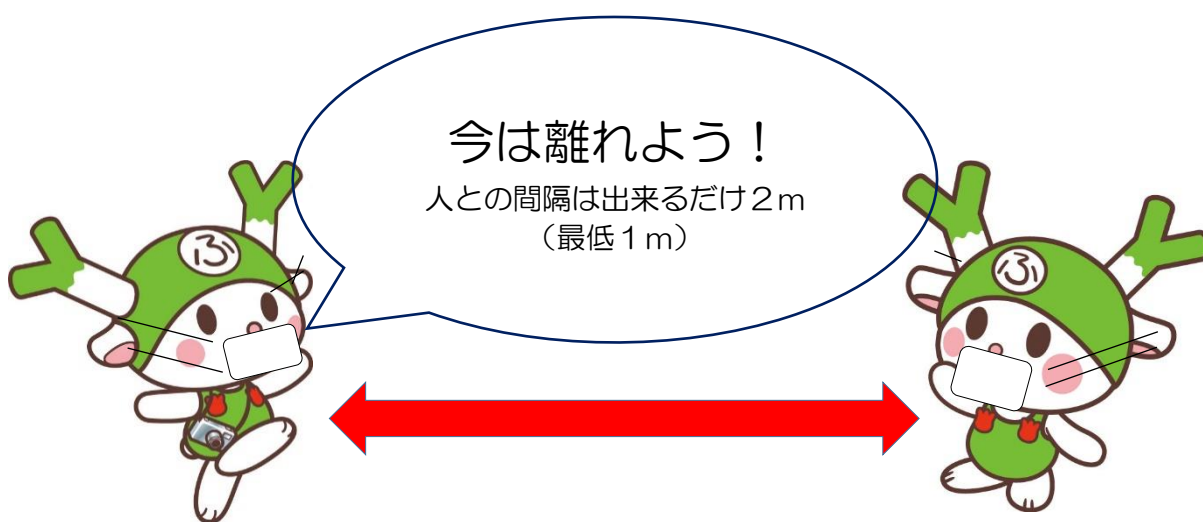 今は離れよう！
人との間隔は出来るだけ２ｍ
（最低１ｍ）
ふ
ふ